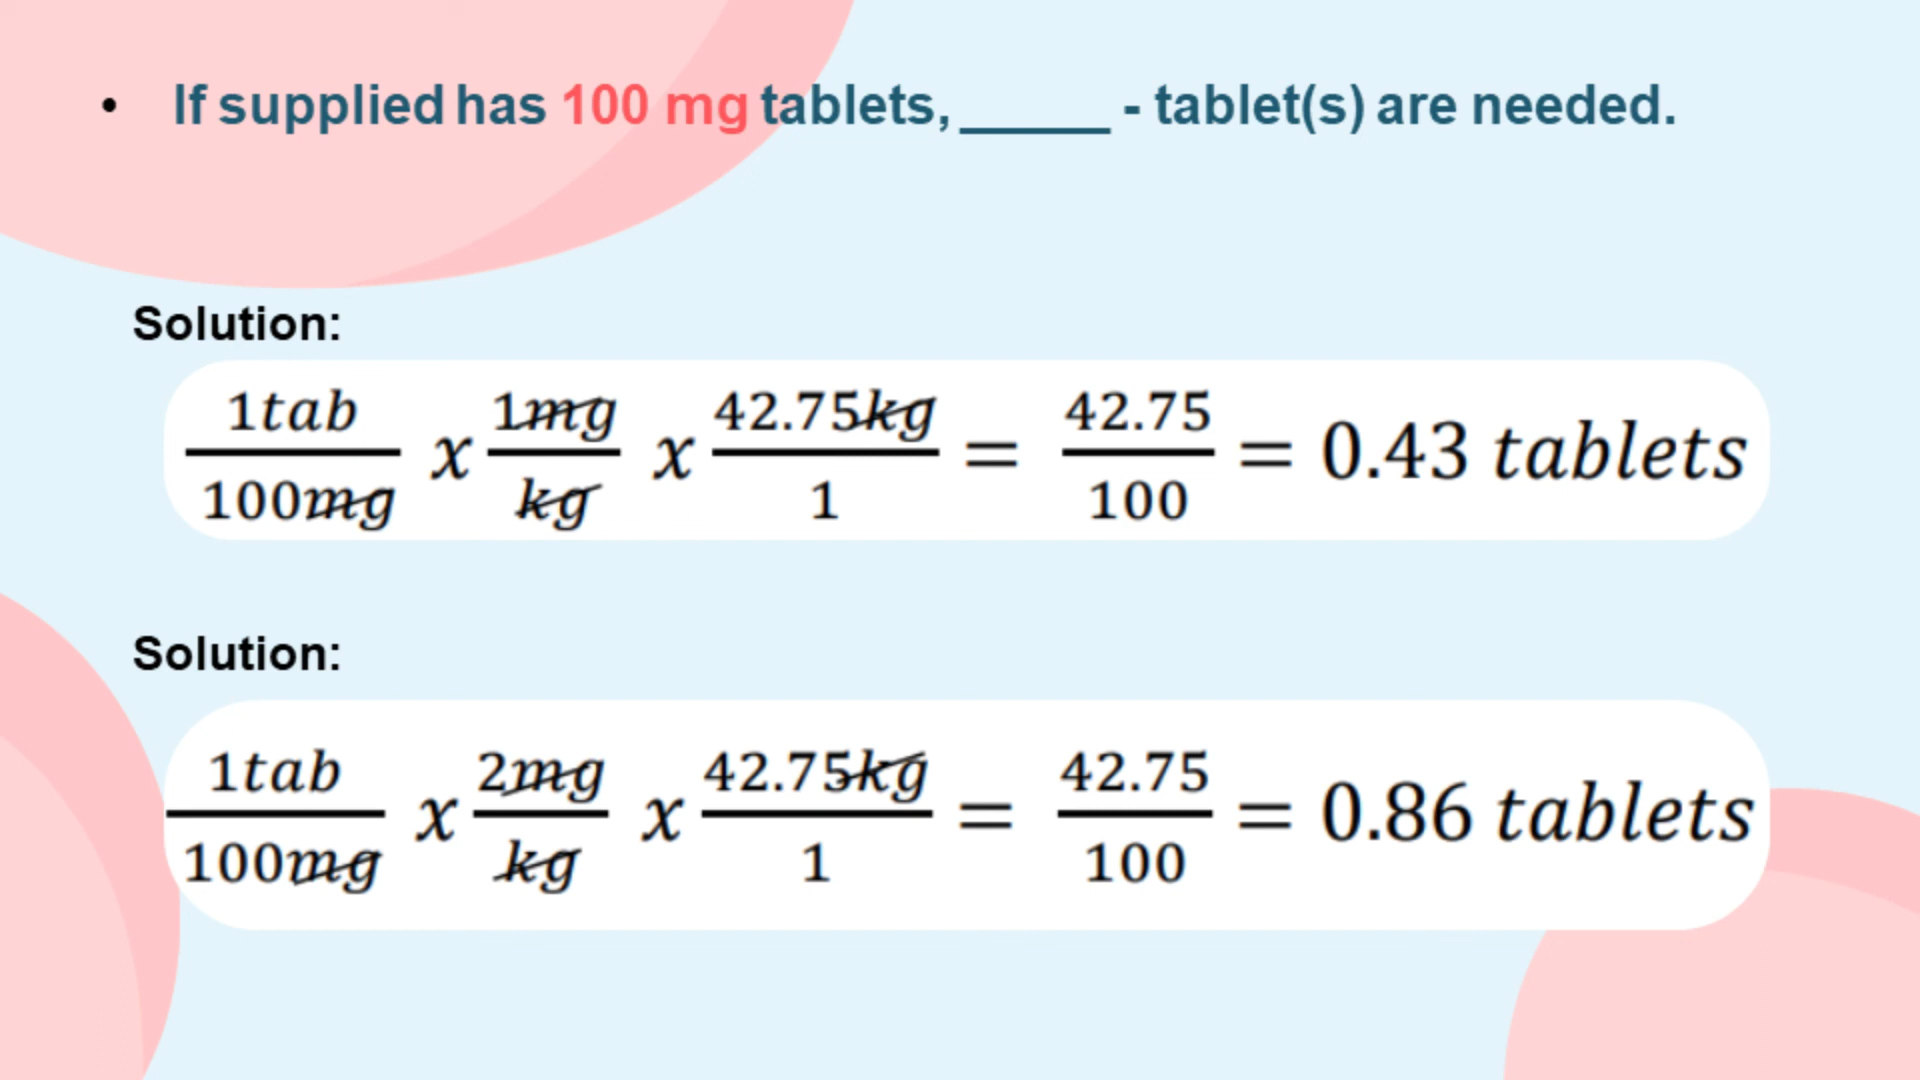 • If supplied has 100 mg tablets, _____ - tablet(s) are needed.
Solution:
1tab/100mg x 1mg/kg x 42.75kg/1 = 42.75/100 = 0.43 tablets
Solution:
1tab/100mg x 2mg/kg x 42.75kg/1 = 42.75/100 = 0.86 tablets